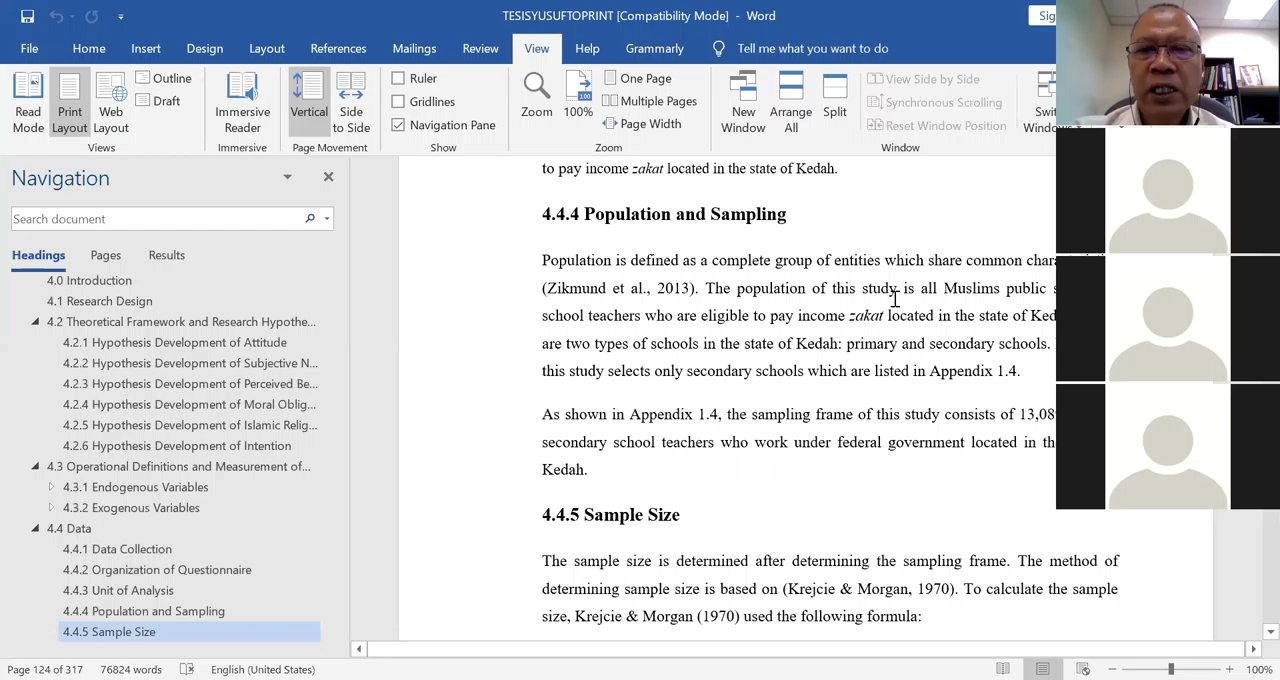 TESISYUSUFTOPRINT [Compatibility Mode] - Word
File Home Insert Design Layout References Mailings Review View Help Grammarly Tell me what you want to do
Read Mode
Print Layout
Web Layout
Outline
Draft
Views
Immersive Reader
Immersive
Vertical
Side to Side
Page Movement
Ruler
Gridlines
Navigation Pane
Show
Zoom
100
100%
One Page
Multiple Pages
Page Width
Zoom
New Window
Arrange All
Split
View Side by Side
Synchronous Scrolling
Reset Window Position
Window
Navigation
Search document
Headings Pages Results
4.0 Introduction
4.1 Research Design
4.2 Theoretical Framework and Research Hypothe...
4.2.1 Hypothesis Development of Attitude
4.2.2 Hypothesis Development of Subjective N...
4.2.3 Hypothesis Development of Perceived Be...
4.2.4 Hypothesis Development of Moral Oblig...
4.2.5 Hypothesis Development of Islamic Relig...
4.2.6 Hypothesis Development of Intention
4.3 Operational Definitions and Measurement of...
4.3.1 Endogenous Variables
4.3.2 Exogenous Variables
4.4 Data
4.4.1 Data Collection
4.4.2 Organization of Questionnaire
4.4.3 Unit of Analysis
4.4.4 Population and Sampling
4.4.5 Sample Size
to pay income zakat located in the state of Kedah.
4.4.4 Population and Sampling
Population is defined as a complete group of entities which share common
(Zikmund et al., 2013). The population of this study is all Muslims public
school teachers who are eligible to pay income zakat located in the state of
are two types of schools in the state of Kedah: primary and secondary schools.
this study selects only secondary schools which are listed in Appendix 1.4.
As shown in Appendix 1.4, the sampling frame of this study consists of
secondary school teachers who work under federal government located in
Kedah.
4.4.5 Sample Size
The sample size is determined after determining the sampling frame. The method of
determining sample size is based on (Krejcie & Morgan, 1970). To calculate the sample
size, Krejcie & Morgan (1970) used the following formula:
Page 124 of 317 76824 words English (United States) 100%